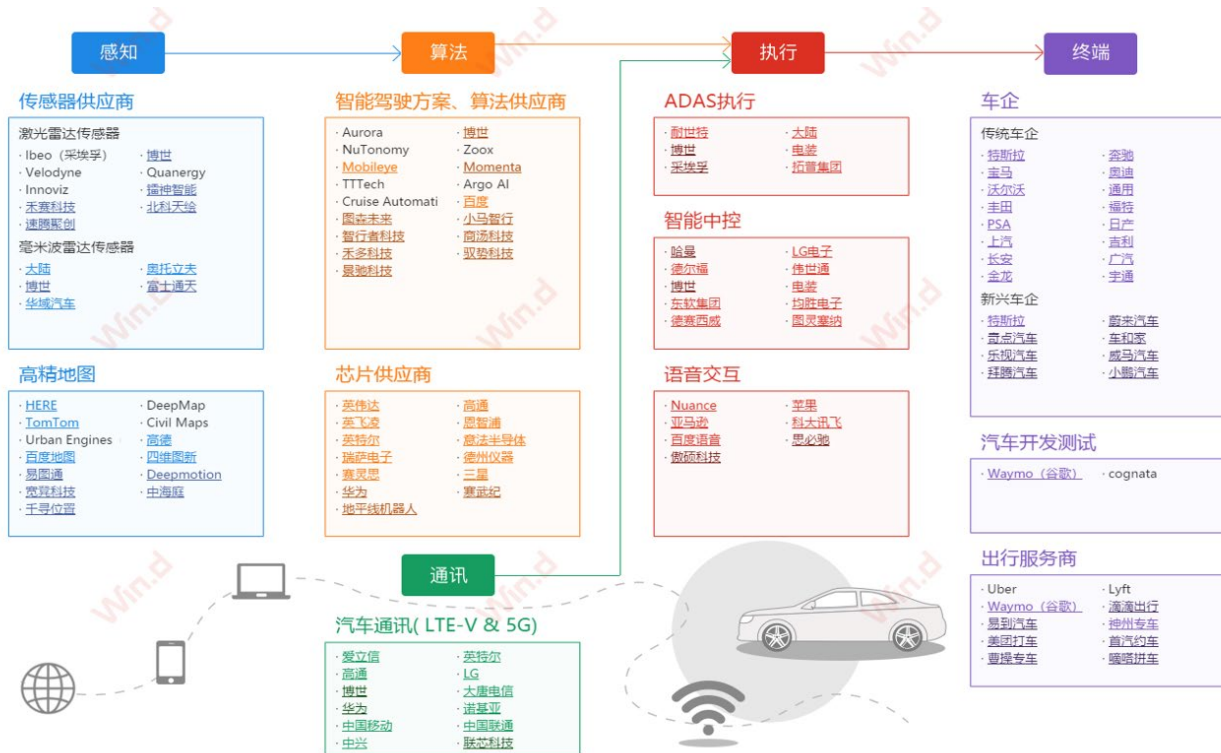 感知
算法
执行
终端
传感器供应商
激光雷达传感器
· Ibeo（采埃孚） · 博世
· Velodyne · Quanergy
· Innoviz · 镭神智能
· 禾赛科技 · 北科天绘
· 速腾聚创
毫米波雷达传感器
· 大陆 · 奥托立夫
· 博世 · 富士通天
· 华域汽车
高精地图
· HERE · DeepMap
· TomTom · Civil Maps
· Urban Engines · 高德
· 百度地图 · 四维图新
· 易图通 · Deepmotion
· 宽凳科技 · 中海庭
· 千寻位置
智能驾驶方案、算法供应商
· Aurora · 博世
· NuTonomy · Zoox
· Mobileye · Momenta
· TTTech · Argo AI
· Cruise Automati · 百度
· 图森未来 · 小马智行
· 智行者科技 · 商汤科技
· 禾多科技 · 驭势科技
· 景驰科技
芯片供应商
· 英伟达 · 高通
· 英飞凌 · 恩智浦
· 英特尔 · 意法半导体
· 瑞萨电子 · 德州仪器
· 赛灵思 · 三星
· 华为 · 寒武纪
· 地平线机器人
通讯
汽车通讯( LTE-V & 5G)
· 爱立信 · 英特尔
· 高通 · LG
· 博世 · 大唐电信
· 华为 · 诺基亚
· 中国移动 · 中国联通
· 中兴 · 联芯科技
ADAS执行
· 耐世特 · 大陆
· 博世 · 电装
· 采埃孚 · 拓普集团
智能中控
· 哈曼 · LG电子
· 德尔福 · 伟世通
· 博世 · 电装
· 东软集团 · 均胜电子
· 德赛西威 · 图灵塞纳
语音交互
· Nuance · 苹果
· 亚马逊 · 科大讯飞
· 百度语音 · 思必驰
· 傲硕科技
车企
传统车企
· 特斯拉 · 奔驰
· 宝马 · 奥迪
· 沃尔沃 · 通用
· 丰田 · 福特
· PSA · 日产
· 上汽 · 吉利
· 长安 · 广汽
· 金龙 · 宇通
新兴车企
· 特斯拉 · 蔚来汽车
· 奇点汽车 · 车和家
· 乐视汽车 · 威马汽车
· 拜腾汽车 · 小鹏汽车
汽车开发测试
· Waymo（谷歌） · cognata
出行服务商
· Uber · Lyft
· Waymo（谷歌） · 滴滴出行
· 易到汽车 · 神州专车
· 美团打车 · 首汽约车
· 曹操专车 · 嘀嗒拼车
Win.d
Win.d
Win.d
Win.d
Win.d
Win.d
Win.d
Win.d
Win.d